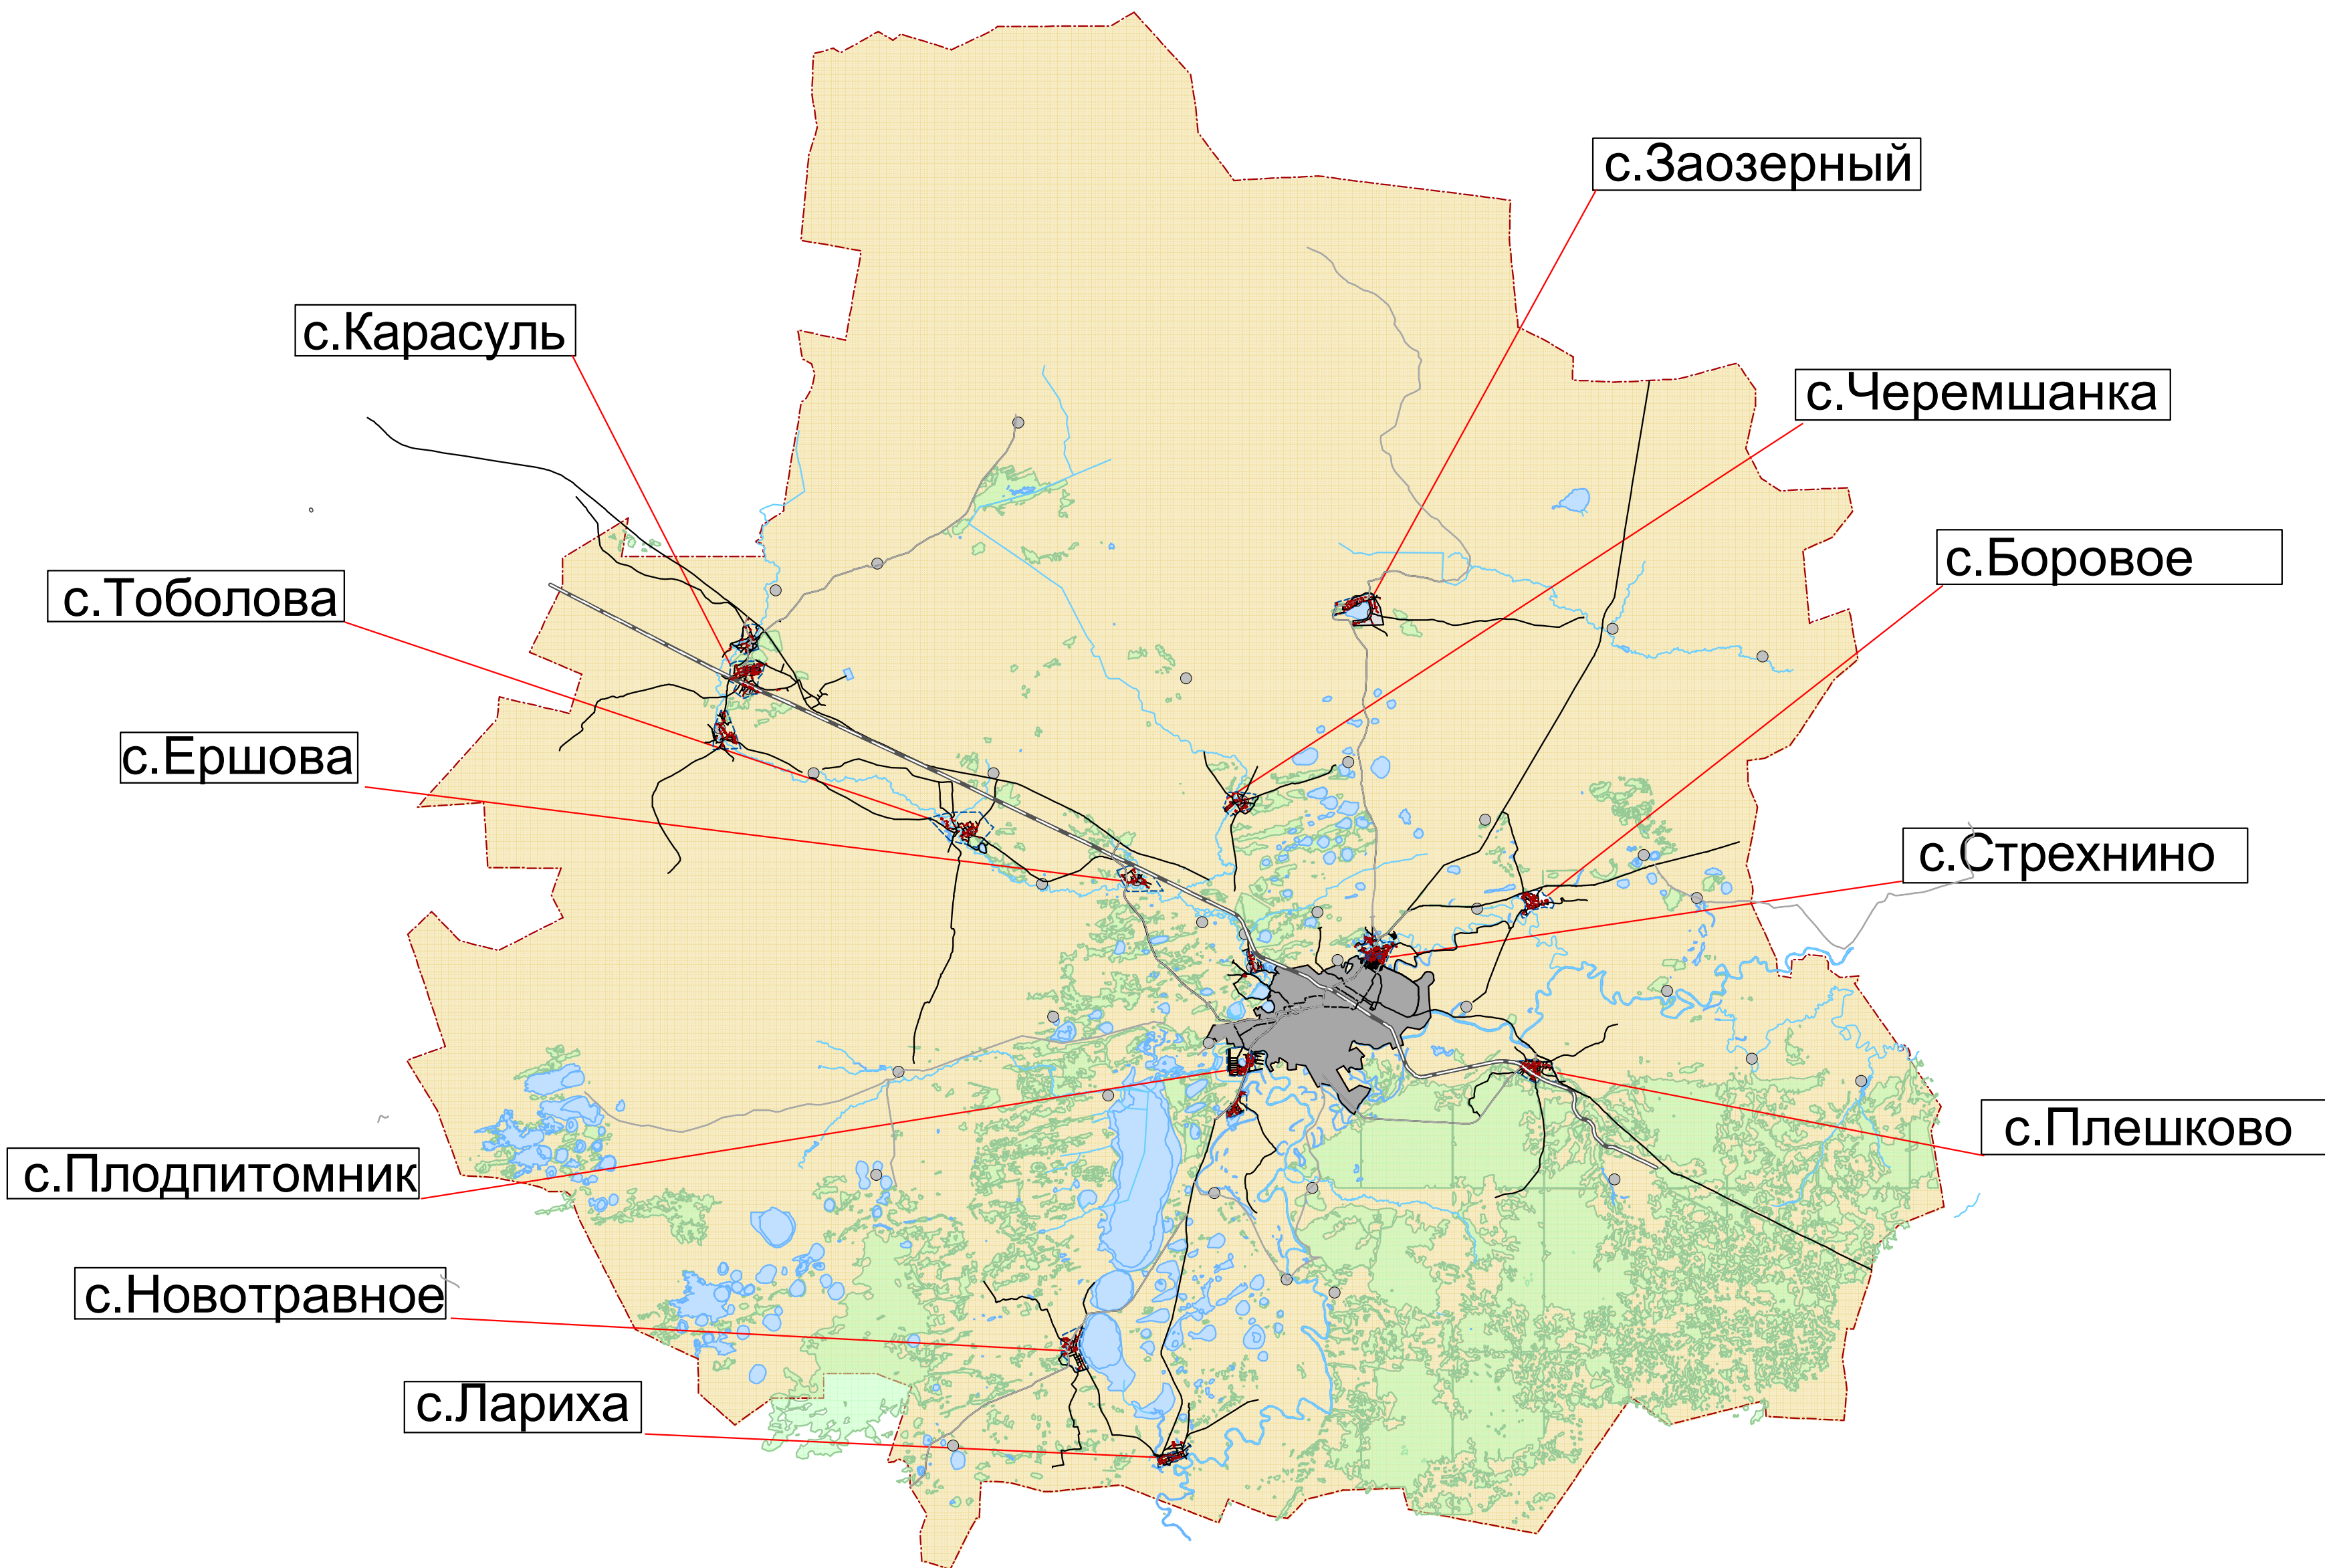 с.Заозерный
с.Карасуль
с.Черемшанка
с.Боровое
с.Тоболова
с.Ершова
с.Стрехнино
с.Плешково
с.Плодпитомник
с.Новотравное
с.Лариха